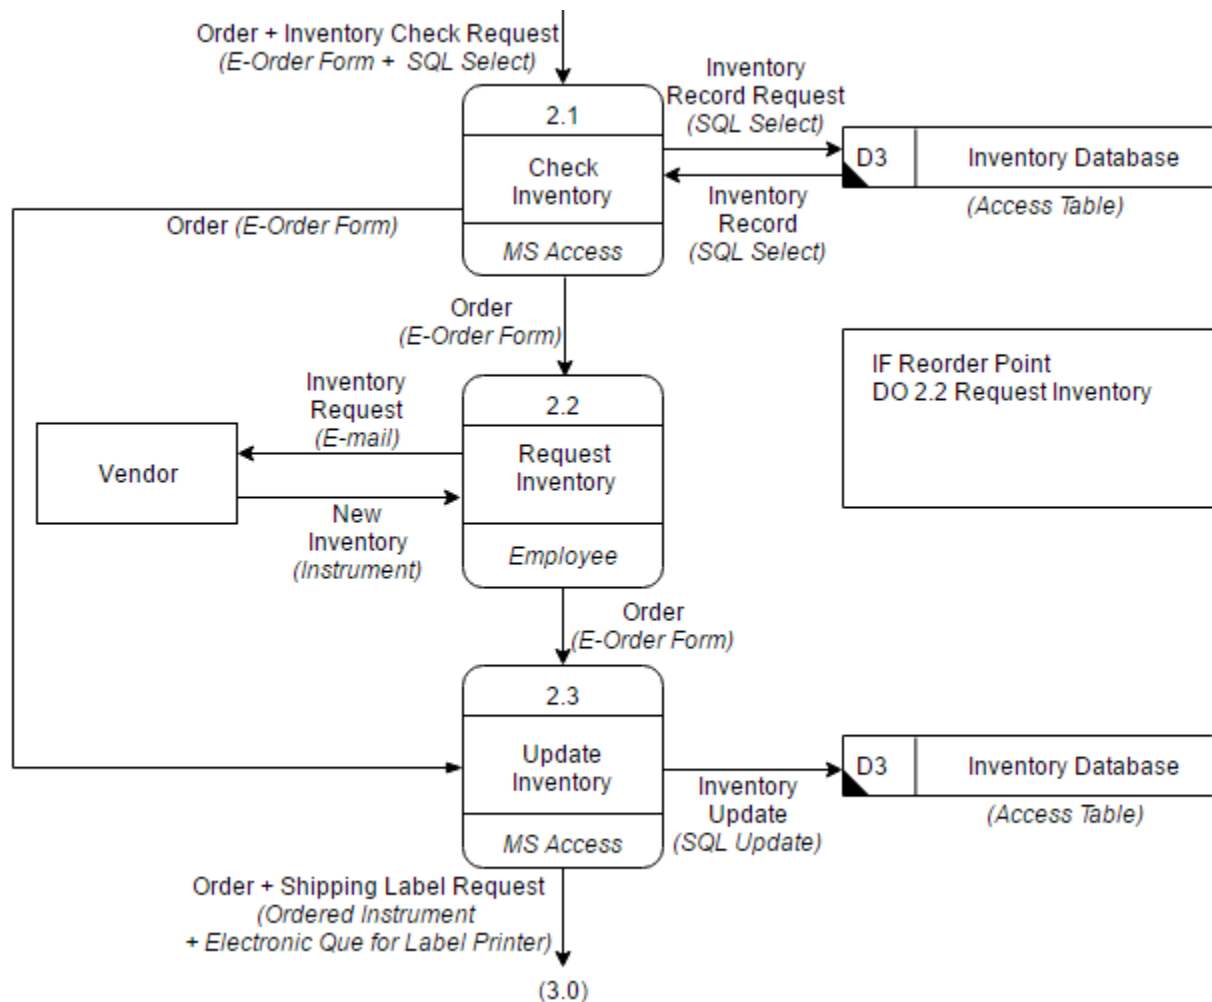 Order + Inventory Check Request
(E-Order Form + SQL Select)
2.1
Check
Inventory
MS Access
Inventory
Record Request
(SQL Select)
D3
Inventory Database
(Access Table)
Inventory
Record
(SQL Select)
Order (E-Order Form)
Order
(E-Order Form)
IF Reorder Point
DO 2.2 Request Inventory
2.2
Request
Inventory
Employee
Inventory
Request
(E-mail)
Vendor
New
Inventory
(Instrument)
Order
(E-Order Form)
2.3
Update
Inventory
MS Access
Inventory
Update
(SQL Update)
D3
Inventory Database
(Access Table)
Order + Shipping Label Request
(Ordered Instrument
+ Electronic Que for Label Printer)
(3.0)